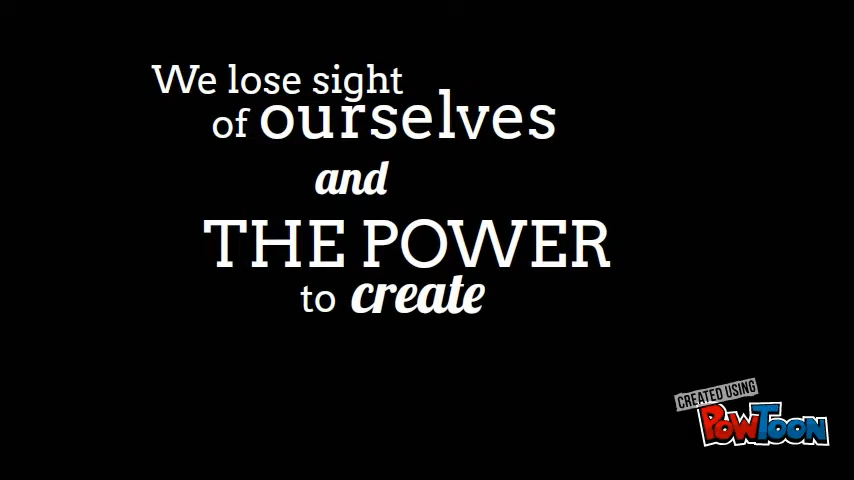 We lose sight
of ourselves
and
THE POWER
to create
CREATED USING
POWTOON